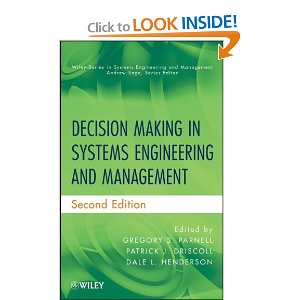 Click to LOOK INSIDE!
Wiley Series in Systems Engineering and Management
Andrew Sage, Series Editor
DECISION MAKING IN
SYSTEMS ENGINEERING
AND MANAGEMENT
Second Edition
Edited by
GREGORY S. PARNELL
PATRICK J. DRISCOLL
DALE L. HENDERSON
WILEY